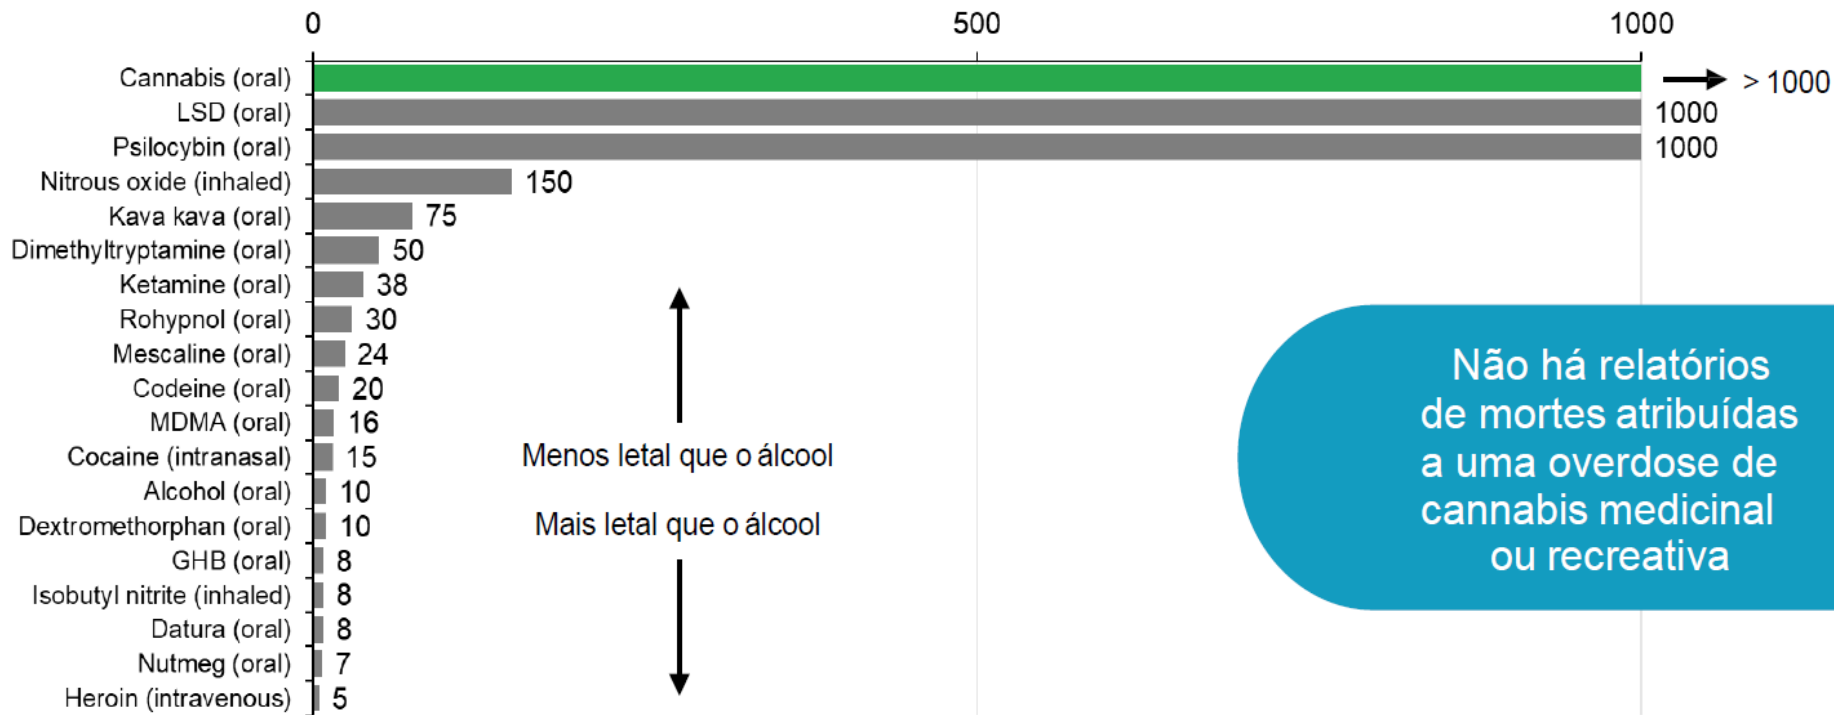 0 500 1000
Cannabis (oral) > 1000
LSD (oral) 1000
Psilocybin (oral) 1000
Nitrous oxide (inhaled) 150
Kava kava (oral) 75
Dimethyltryptamine (oral) 50
Ketamine (oral) 38
Rohypnol (oral) 30
Mescaline (oral) 24
Codeine (oral) 20
MDMA (oral) 16
Cocaine (intranasal) 15
Alcohol (oral) 10
Dextromethorphan (oral) 10
GHB (oral) 8
Isobutyl nitrite (inhaled) 8
Datura (oral) 8
Nutmeg (oral) 7
Heroin (intravenous) 5
Menos letal que o álcool
Mais letal que o álcool
Não há relatórios
de mortes atribuídas
a uma overdose de
cannabis medicinal
ou recreativa